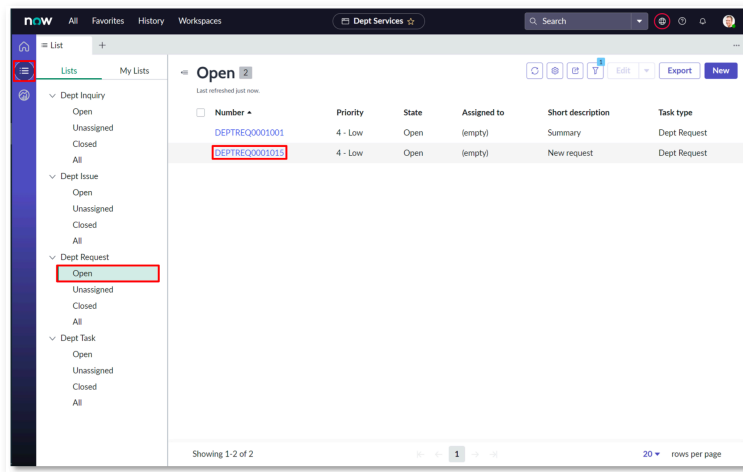 now All Favorites History Workspaces Dept Services Search
List
Lists My Lists
Open 2
1
Edit Export New
Last refreshed just now.
Dept Inquiry
Open
Unassigned
Closed
All
Dept Issue
Open
Unassigned
Closed
All
Dept Request
Open
Unassigned
Closed
All
Dept Task
Open
Unassigned
Closed
All
Number Priority State Assigned to Short description Task type
DEPTREQ0001001 4 - Low Open (empty) Summary Dept Request
DEPTREQ0001015 4 - Low Open (empty) New request Dept Request
Showing 1-2 of 2 1 20 rows per page